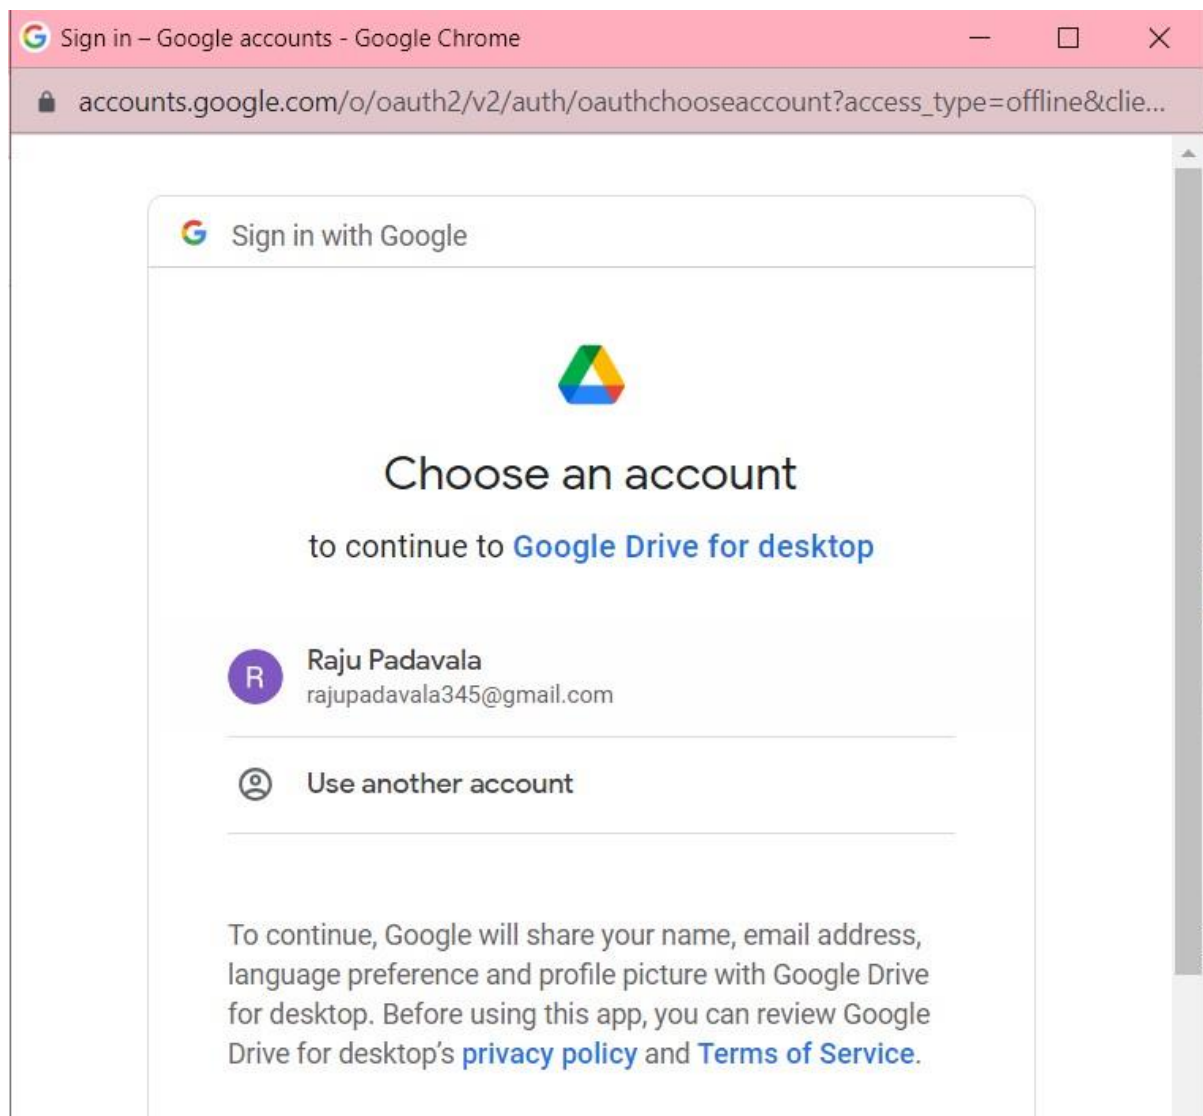 Sign in – Google accounts - Google Chrome
accounts.google.com/o/oauth2/v2/auth/oauthchooseaccount?access_type=offline&clie...
Sign in with Google
Choose an account
to continue to Google Drive for desktop
R
Raju Padavala
rajupadavala345@gmail.com
Use another account
To continue, Google will share your name, email address,
language preference and profile picture with Google Drive
for desktop. Before using this app, you can review Google
Drive for desktop’s privacy policy and Terms of Service.